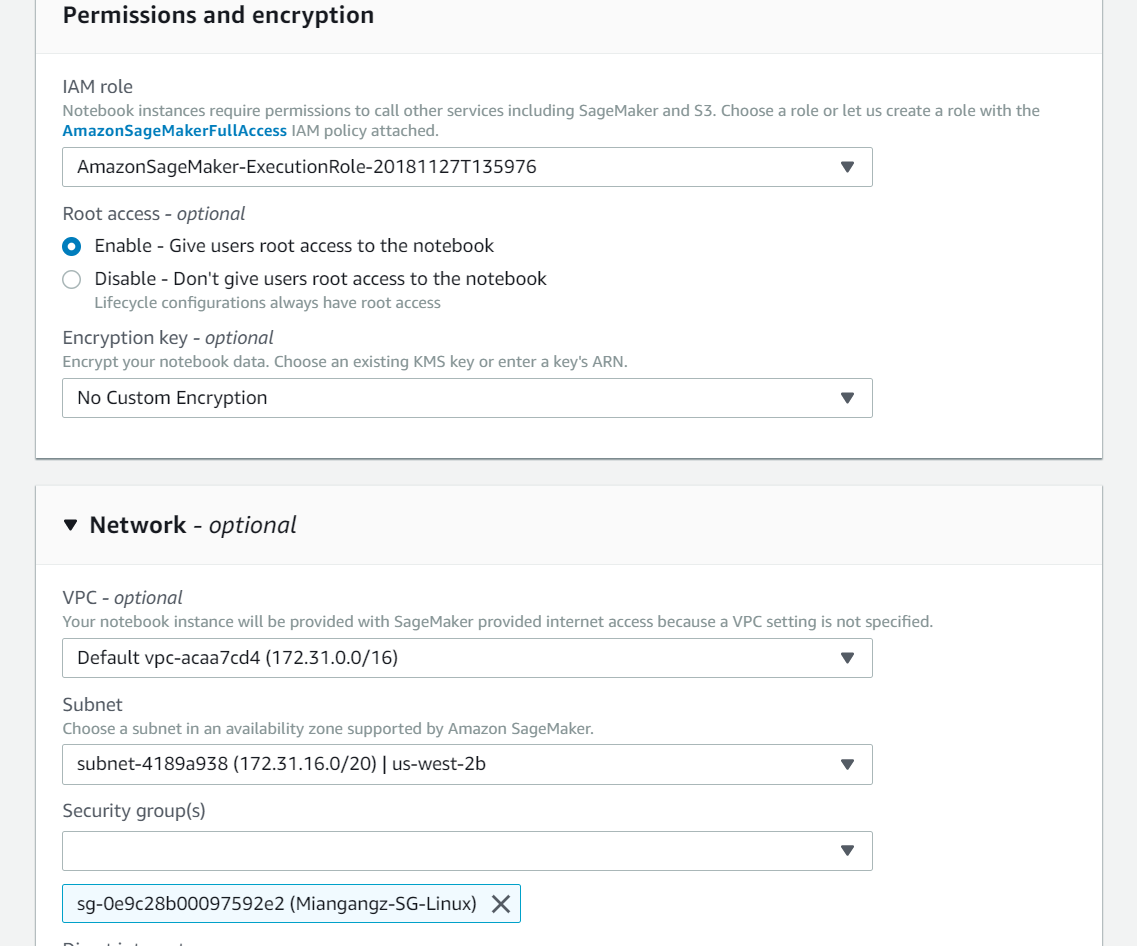 Permissions and encryption
IAM role
Notebook instances require permissions to call other services including SageMaker and S3. Choose a role or let us create a role with the
AmazonSageMakerFullAccess IAM policy attached.
AmazonSageMaker-ExecutionRole-20181127T135976
Root access - optional
Enable - Give users root access to the notebook
Disable - Don't give users root access to the notebook
Lifecycle configurations always have root access
Encryption key - optional
Encrypt your notebook data. Choose an existing KMS key or enter a key's ARN.
No Custom Encryption
Network - optional
VPC - optional
Your notebook instance will be provided with SageMaker provided internet access because a VPC setting is not specified.
Default vpc-acaa7cd4 (172.31.0.0/16)
Subnet
Choose a subnet in an availability zone supported by Amazon SageMaker.
subnet-4189a938 (172.31.16.0/20) | us-west-2b
Security group(s)
sg-0e9c28b00097592e2 (Miangangz-SG-Linux)